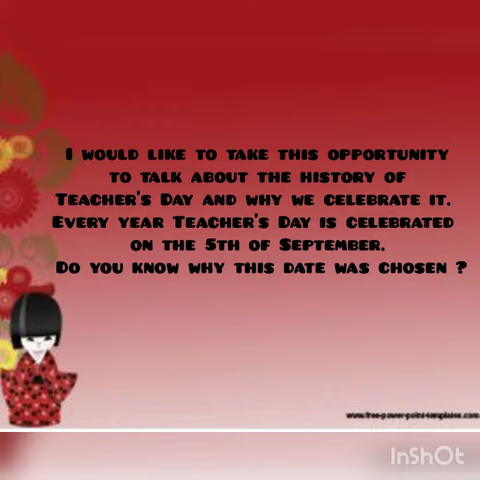 I would like to take this opportunity
to talk about the history of
Teacher's Day and why we celebrate it.
Every year Teacher's Day is celebrated
on the 5th of September.
Do you know why this date was chosen ?
www.free-power-point-templates.com
InShOt